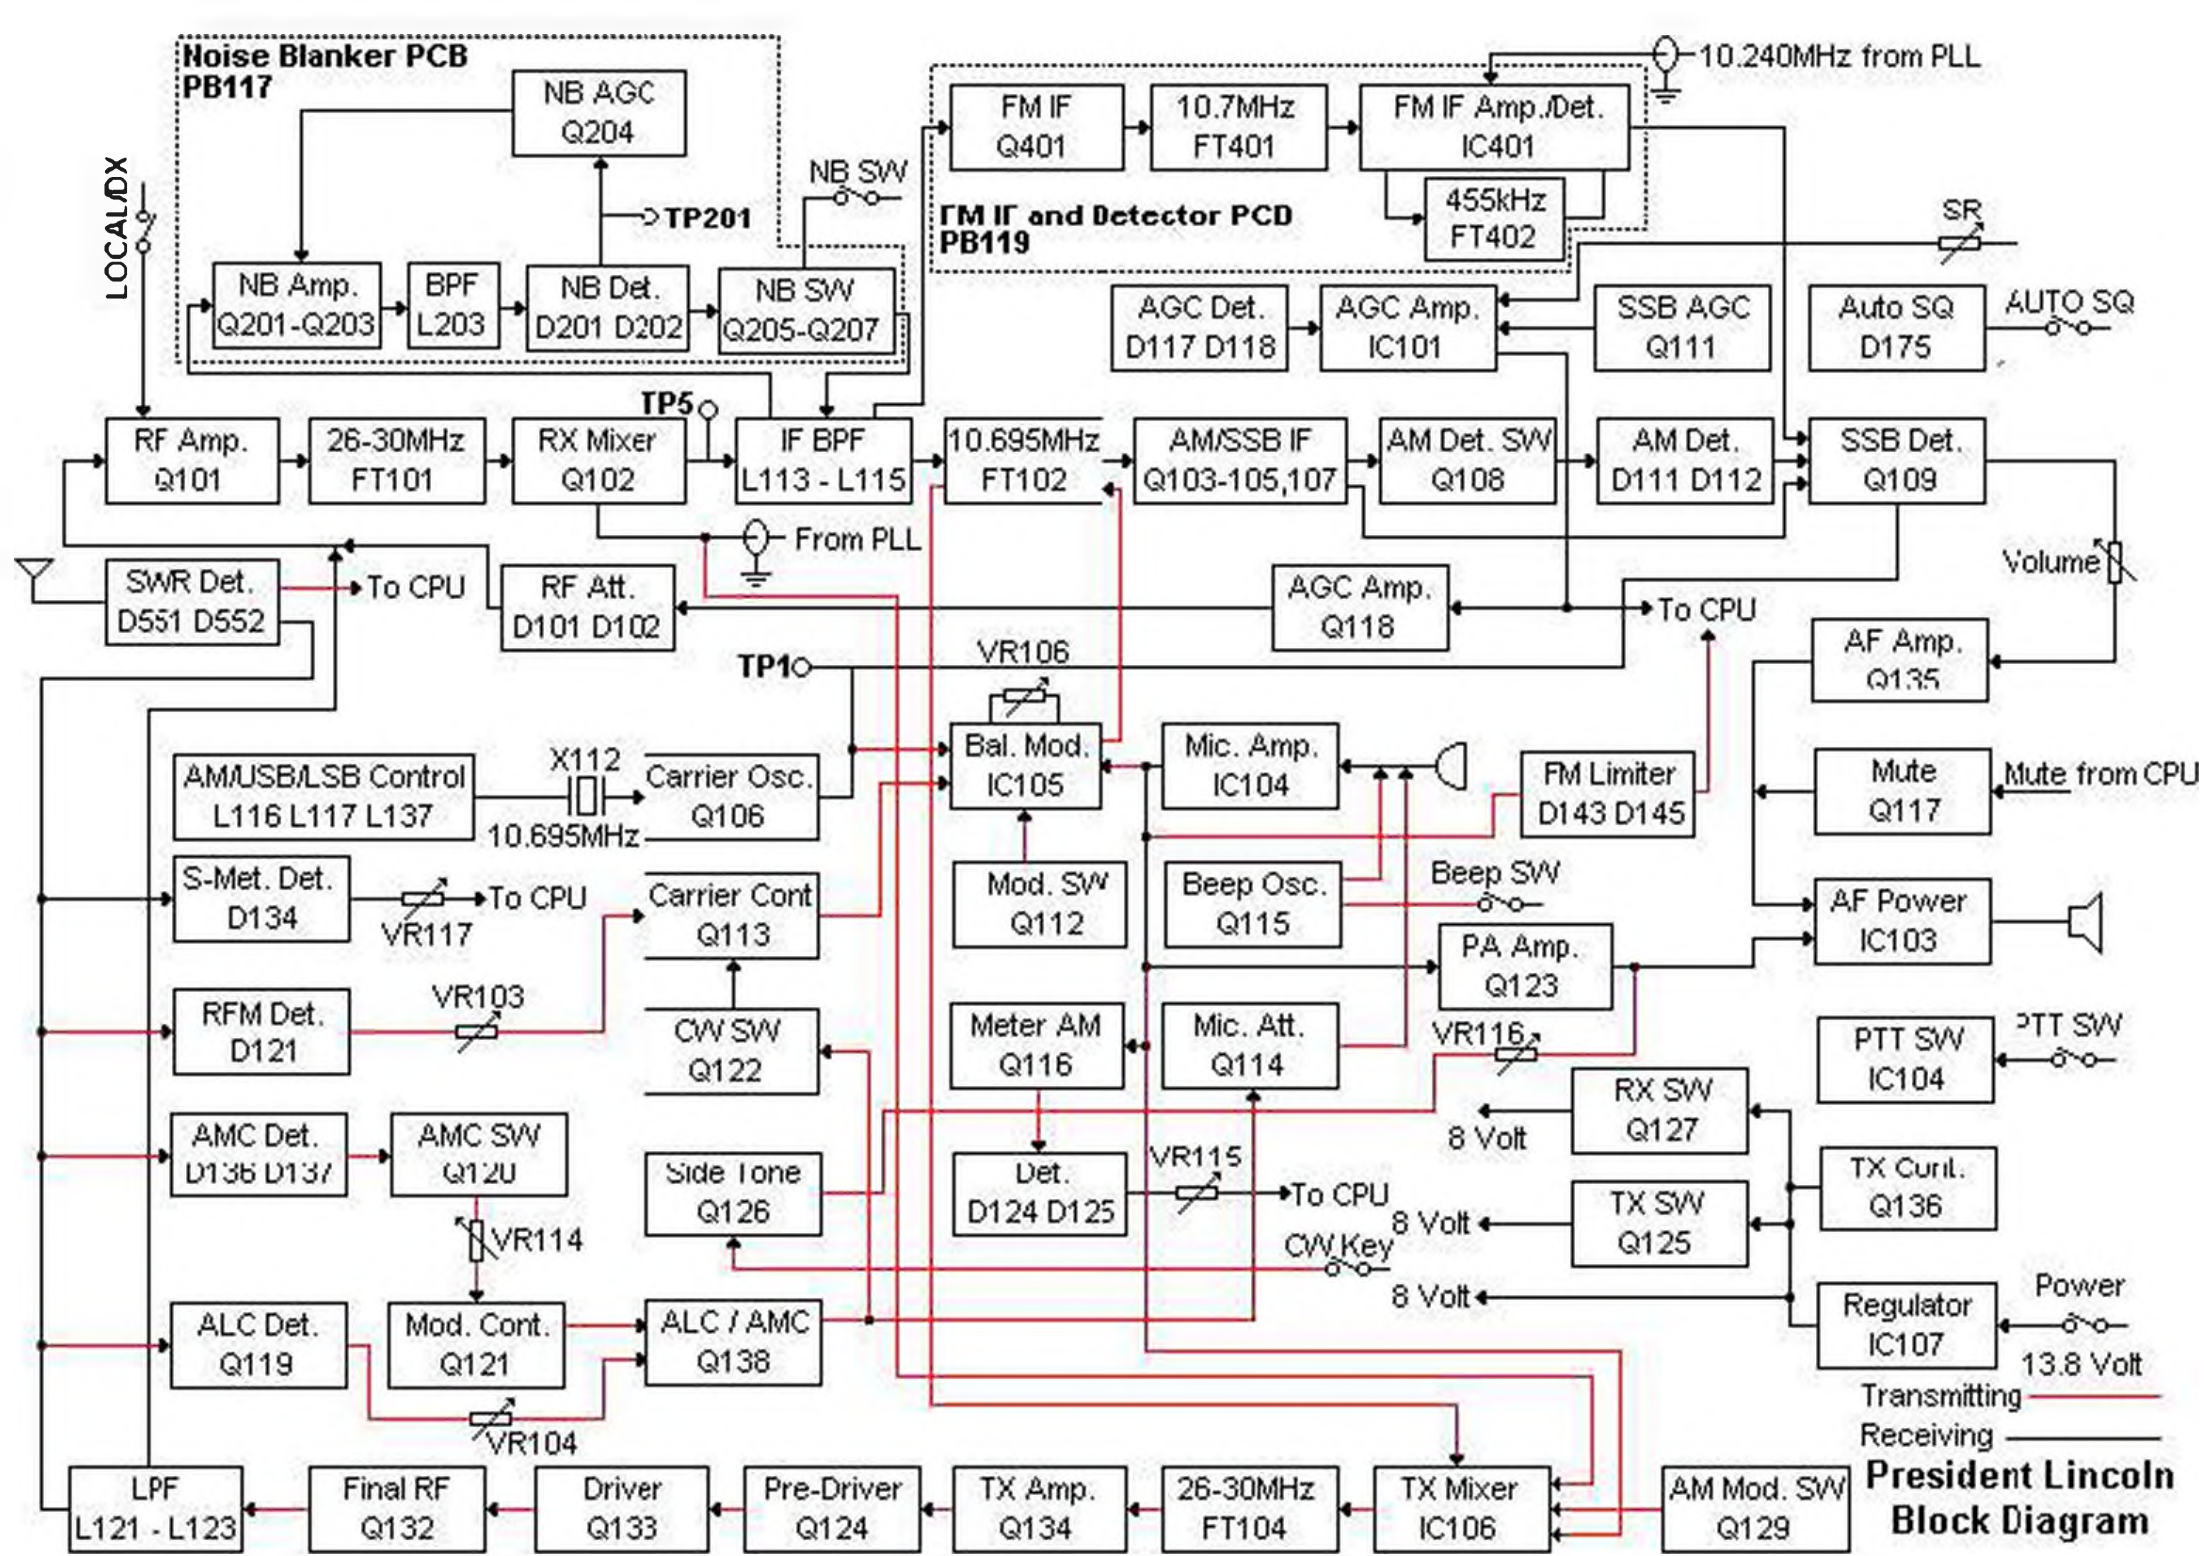 Noise Blanker PCB
PB117
NB AGC
Q204
10.240MHz from PLL
FM IF
Q401
10.7MHz
FT401
FM IF Amp./Det.
IC401
LOCAL/DX
NB SW
TP201
455kHz
FT402
FM IF and Detector PCD
PB119
SR
NB Amp.
Q201-Q203
BPF
L203
NB Det.
D201 D202
NB SW
Q205-Q207
AGC Det.
D117 D118
AGC Amp.
IC101
SSB AGC
Q111
Auto SQ
D175
AUTO SQ
TP5
RF Amp.
Q101
26-30MHz
FT101
RX Mixer
Q102
IF BPF
L113 - L115
10.695MHz
FT102
AM/SSB IF
Q103-105,107
AM Det. SW
Q108
AM Det.
D111 D112
SSB Det.
Q109
From PLL
Volume
SWR Det.
D551 D552
To CPU
RF Att.
D101 D102
AGC Amp.
Q118
To CPU
AF Amp.
Q135
TP1
VR106
AM/USB/LSB Control
L116 L117 L137
X112
10.695MHz
Carrier Osc.
Q106
Bal. Mod.
IC105
Mic. Amp.
IC104
FM Limiter
D143 D145
Mute
Q117
Mute from CPU
S-Met. Det.
D134
VR117
To CPU
Carrier Cont
Q113
Mod. SW
Q112
Beep Osc.
Q115
Beep SW
AF Power
IC103
PA Amp.
Q123
RFM Det.
D121
VR103
CW SW
Q122
Meter AM
Q116
Mic. Att.
Q114
VR116
PTT SW
IC104
PTT SW
RX SW
Q127
8 Volt
AMC Det.
D136 D137
AMC SW
Q120
Side Tone
Q126
Det.
D124 D125
VR115
To CPU
TX SW
Q125
8 Volt
TX Cunl.
Q136
VR114
CW Key
8 Volt
Regulator
IC107
Power
13.8 Volt
ALC Det.
Q119
Mod. Cont.
Q121
ALC / AMC
Q138
VR104
Transmitting
Receiving
LPF
L121 - L123
Final RF
Q132
Driver
Q133
Pre-Driver
Q124
TX Amp.
Q134
26-30MHz
FT104
TX Mixer
IC106
AM Mod. SW
Q129
President Lincoln
Block Diagram